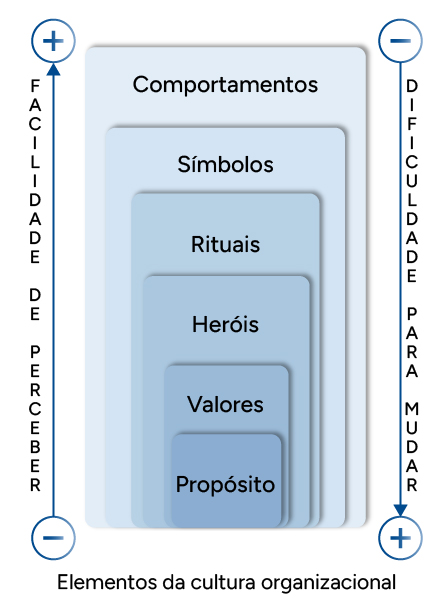 +
−
FACILIDADE DE PERCEBER
DIFICULDADE PARA MUDAR
Comportamentos
Símbolos
Rituais
Heróis
Valores
Propósito
−
+
Elementos da cultura organizacional